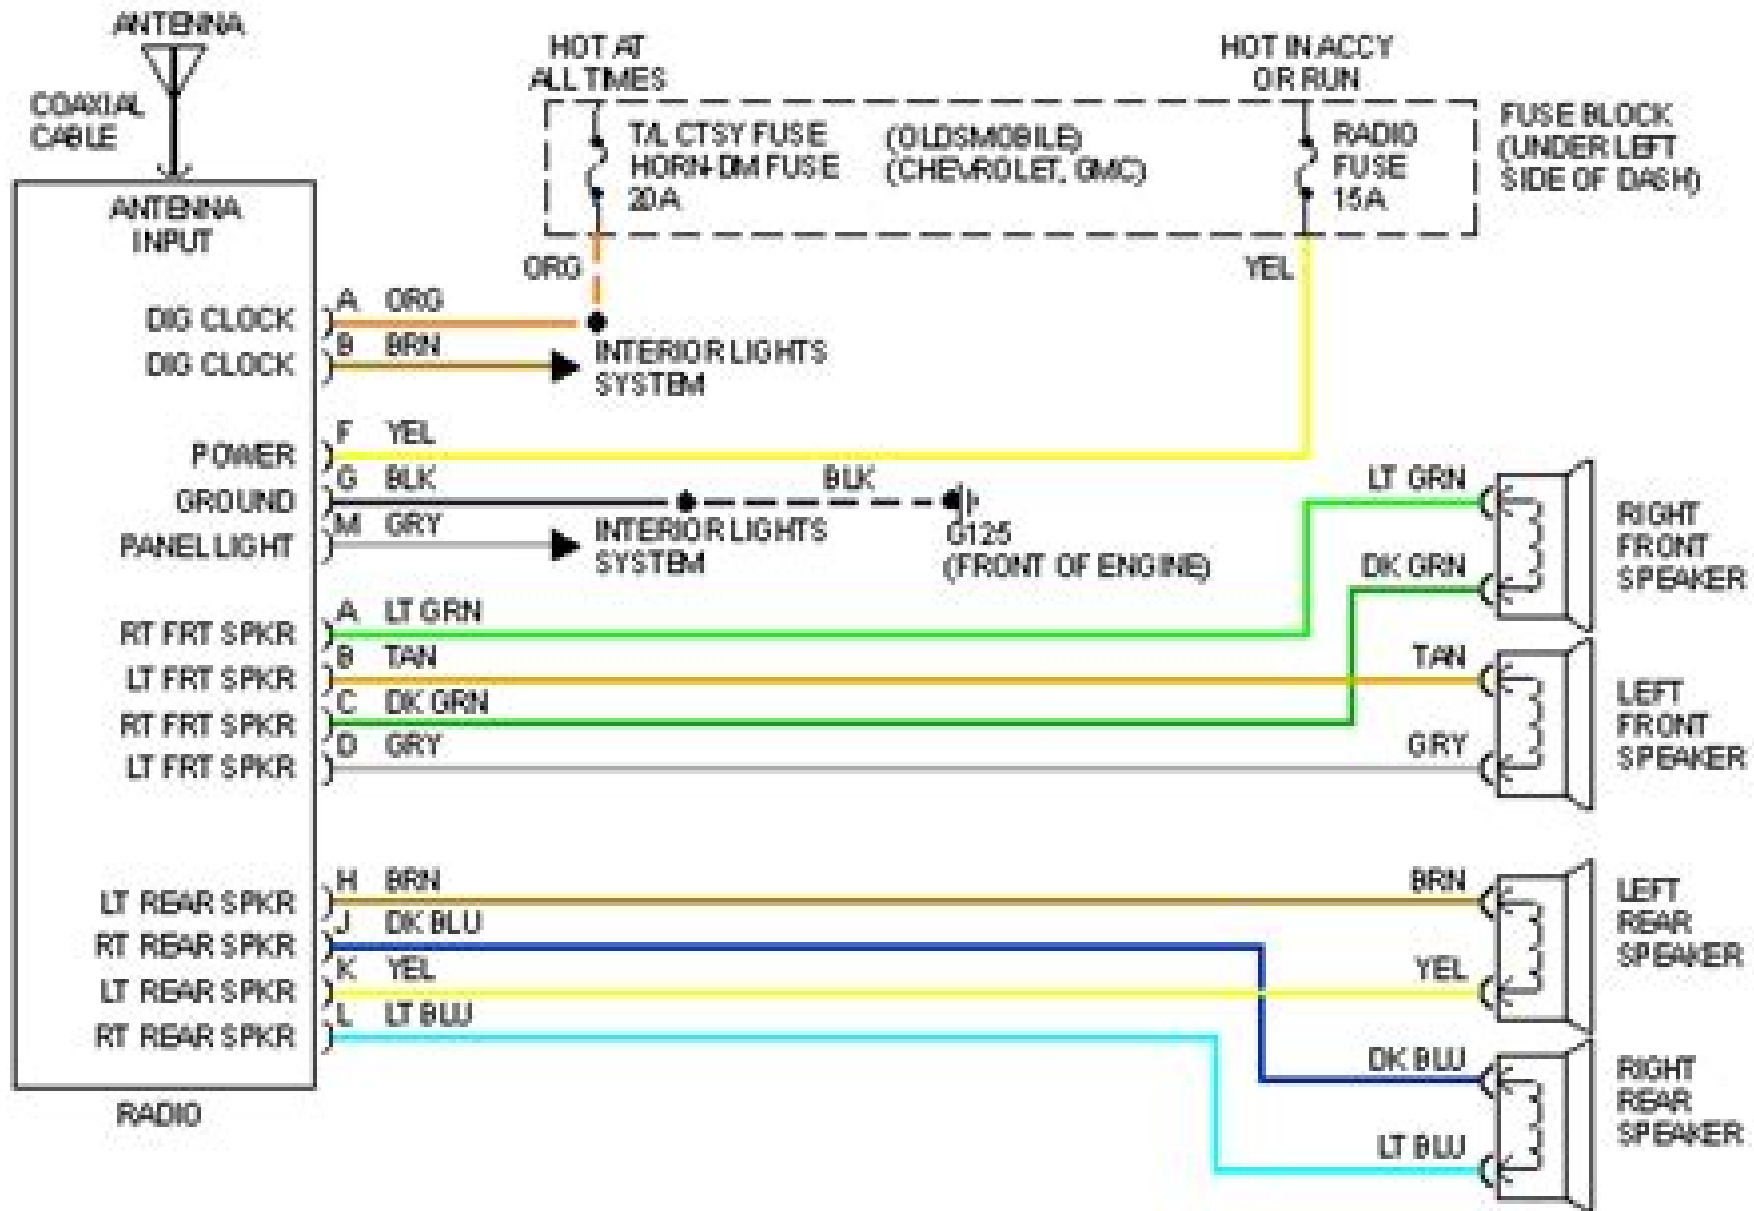 ANTENNA
COAXIAL
CABLE
HOT AT
ALL TIMES
HOT IN ACCY
OR RUN
T/L CTSY FUSE
HORN-DM FUSE
20A
(OLDSMOBILE)
(CHEVROLET, GMC)
RADIO
FUSE
15A
FUSE BLOCK
(UNDER LEFT
SIDE OF DASH)
ANTENNA
INPUT
ORG
YEL
DIG CLOCK
A ORG
DIG CLOCK
B BRN
INTERIOR LIGHTS
SYSTEM
POWER
F YEL
GROUND
G BLK
BLK
PANEL LIGHT
M GRY
INTERIOR LIGHTS
SYSTEM
G125
(FRONT OF ENGINE)
LT GRN
DK GRN
RIGHT
FRONT
SPEAKER
RT FRT SPKR
A LT GRN
LT FRT SPKR
B TAN
RT FRT SPKR
C DK GRN
LT FRT SPKR
D GRY
TAN
GRY
LEFT
FRONT
SPEAKER
LT REAR SPKR
H BRN
RT REAR SPKR
J DK BLU
LT REAR SPKR
K YEL
RT REAR SPKR
L LT BLU
BRN
YEL
LEFT
REAR
SPEAKER
DK BLU
LT BLU
RIGHT
REAR
SPEAKER
RADIO